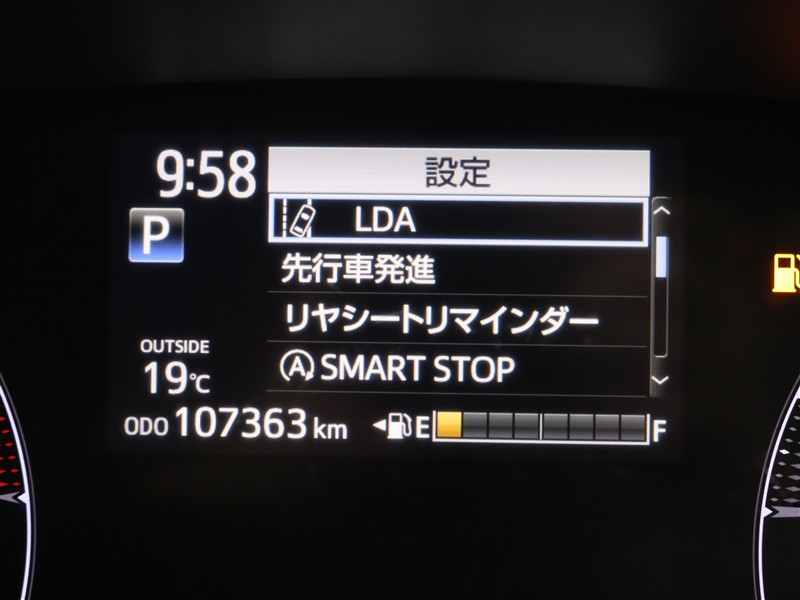 9:58
設定
P
LDA
先行車発進
リヤシートリマインダー
A SMART STOP
OUTSIDE
19℃
ODO 107363 km
E F